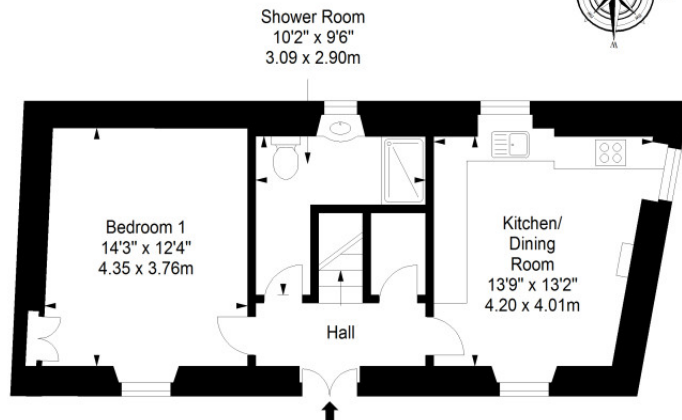 Shower Room
10'2" x 9'6"
3.09 x 2.90m
Bedroom 1
14'3" x 12'4"
4.35 x 3.76m
Kitchen/
Dining
Room
13'9" x 13'2"
4.20 x 4.01m
Hall